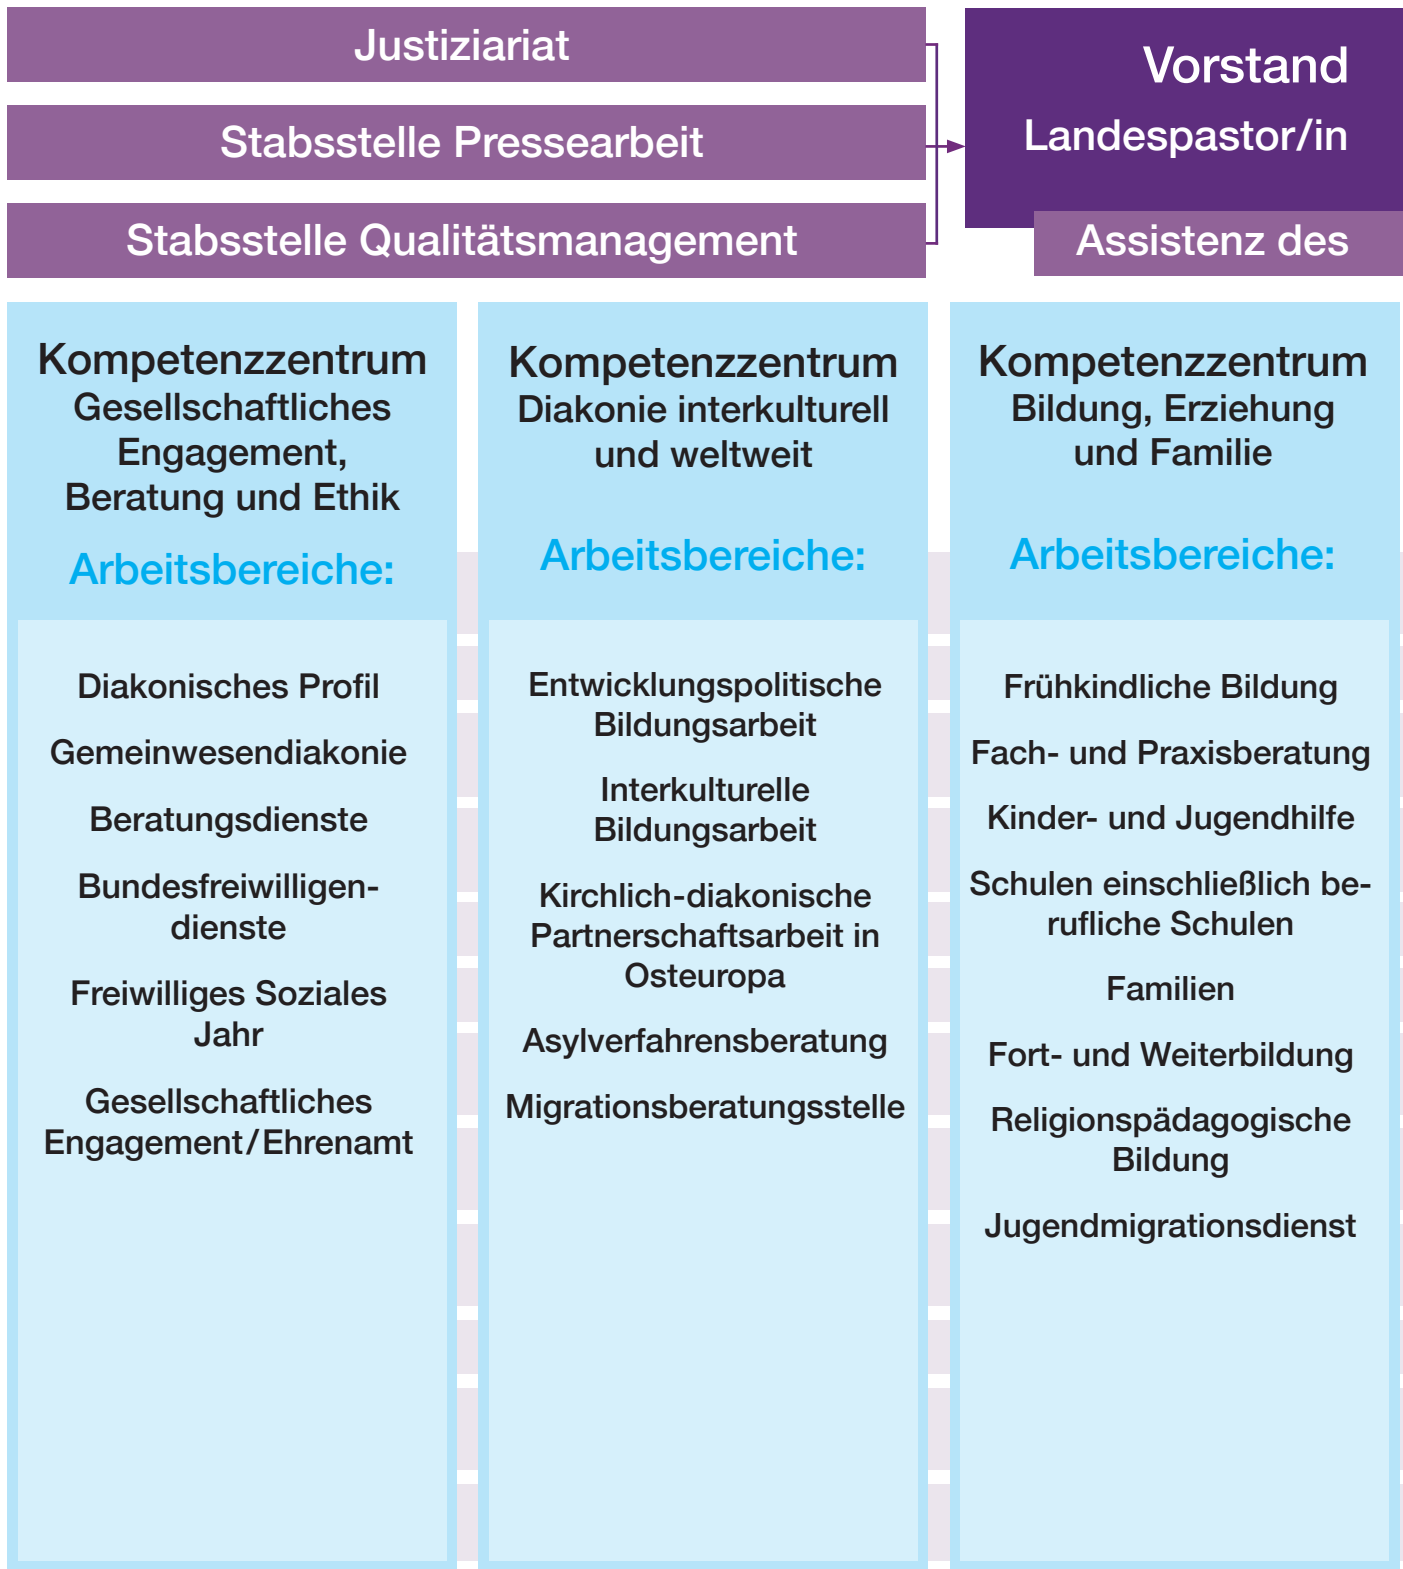 Justiziariat
Stabsstelle Pressearbeit
Stabsstelle Qualitätsmanagement
Vorstand
Landespastor/in
Assistenz des
Kompetenzzentrum
Gesellschaftliches
Engagement,
Beratung und Ethik
Arbeitsbereiche:
Diakonisches Profil
Gemeinwesendiakonie
Beratungsdienste
Bundesfreiwilligen-
dienste
Freiwilliges Soziales
Jahr
Gesellschaftliches
Engagement/Ehrenamt
Kompetenzzentrum
Diakonie interkulturell
und weltweit
Arbeitsbereiche:
Entwicklungspolitische
Bildungsarbeit
Interkulturelle
Bildungsarbeit
Kirchlich-diakonische
Partnerschaftsarbeit in
Osteuropa
Asylverfahrensberatung
Migrationsberatungsstelle
Kompetenzzentrum
Bildung, Erziehung
und Familie
Arbeitsbereiche:
Frühkindliche Bildung
Fach- und Praxisberatung
Kinder- und Jugendhilfe
Schulen einschließlich be-
rufliche Schulen
Familien
Fort- und Weiterbildung
Religionspädagogische
Bildung
Jugendmigrationsdienst